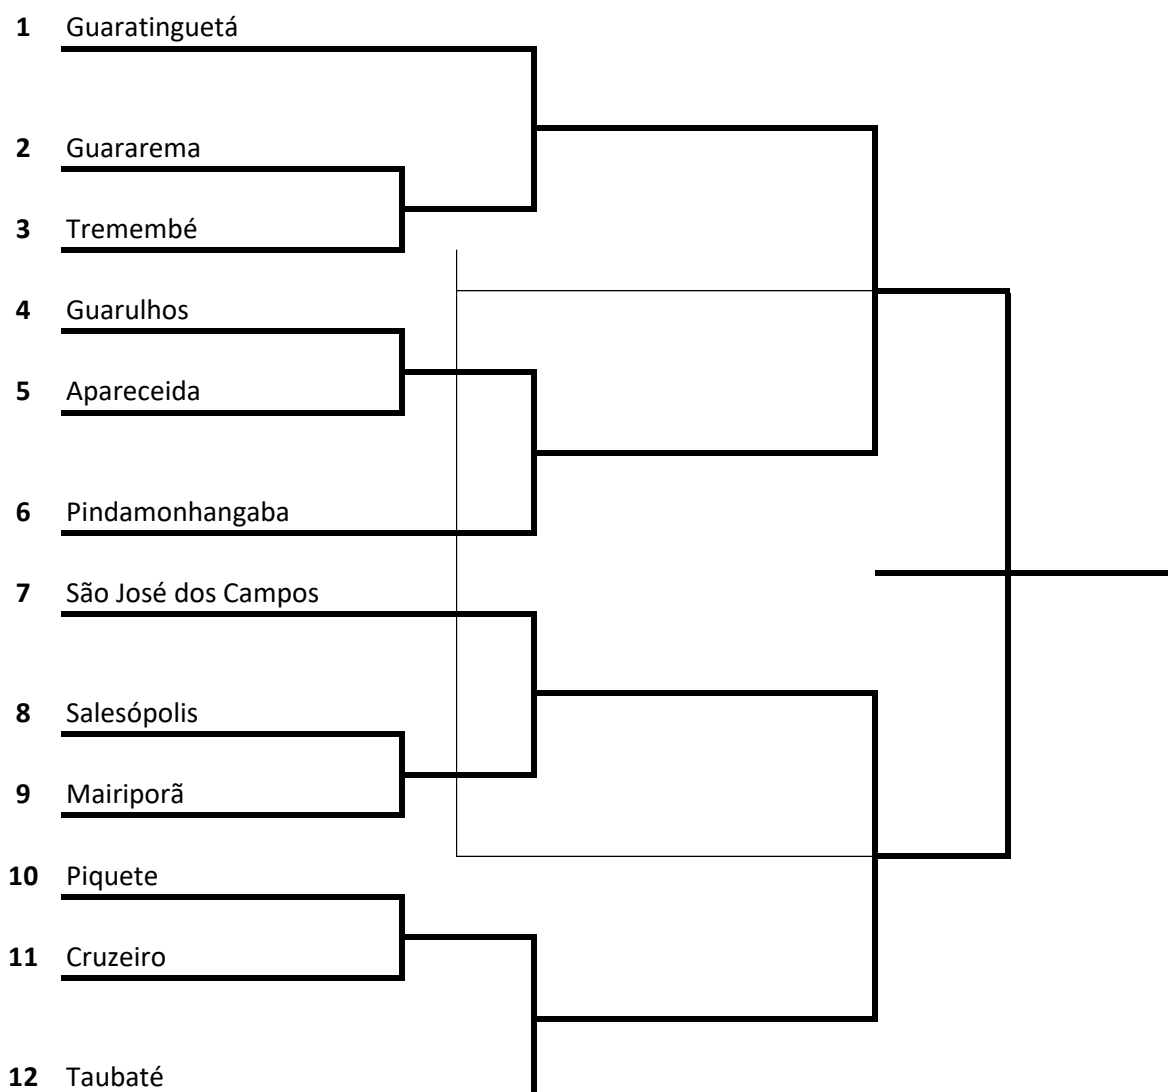 1 Guaratinguetá
2 Guararema
3 Tremembé
4 Guarulhos
5 Apareceida
6 Pindamonhangaba
7 São José dos Campos
8 Salesópolis
9 Mairiporã
10 Piquete
11 Cruzeiro
12 Taubaté